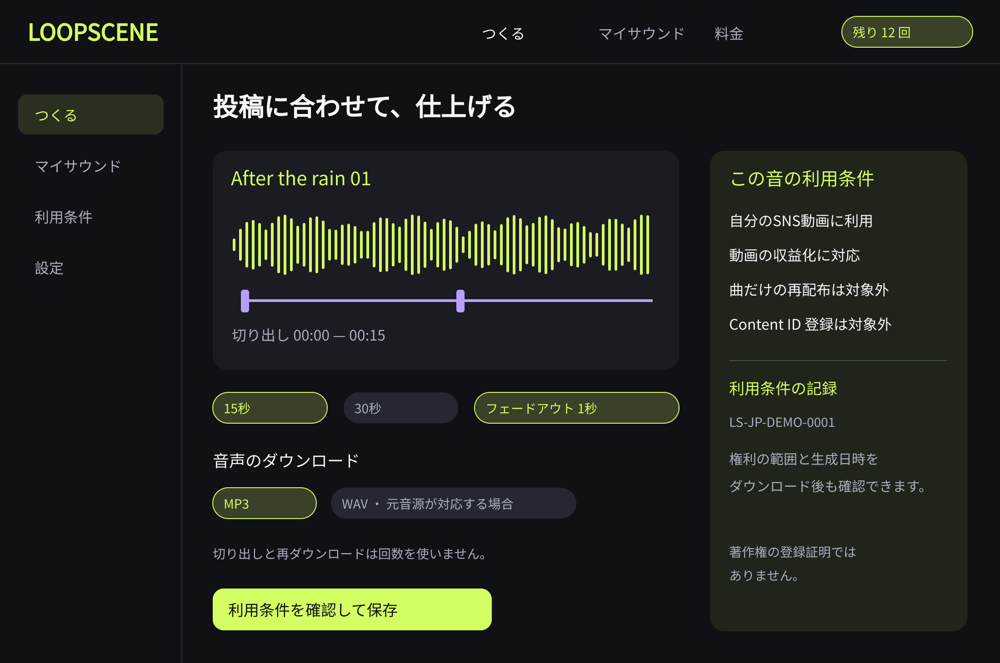 LOOPSCENE
つくる
マイサウンド
料金
残り 12 回
つくる
マイサウンド
利用条件
設定
投稿に合わせて、仕上げる
After the rain 01
切り出し 00:00 — 00:15
15秒
30秒
フェードアウト 1秒
音声のダウンロード
MP3
WAV ・ 元音源が対応する場合
切り出しと再ダウンロードは回数を使いません。
利用条件を確認して保存
この音の利用条件
自分のSNS動画に利用
動画の収益化に対応
曲だけの再配布は対象外
Content ID 登録は対象外
利用条件の記録
LS-JP-DEMO-0001
権利の範囲と生成日時を
ダウンロード後も確認できます。
著作権の登録証明では
ありません。